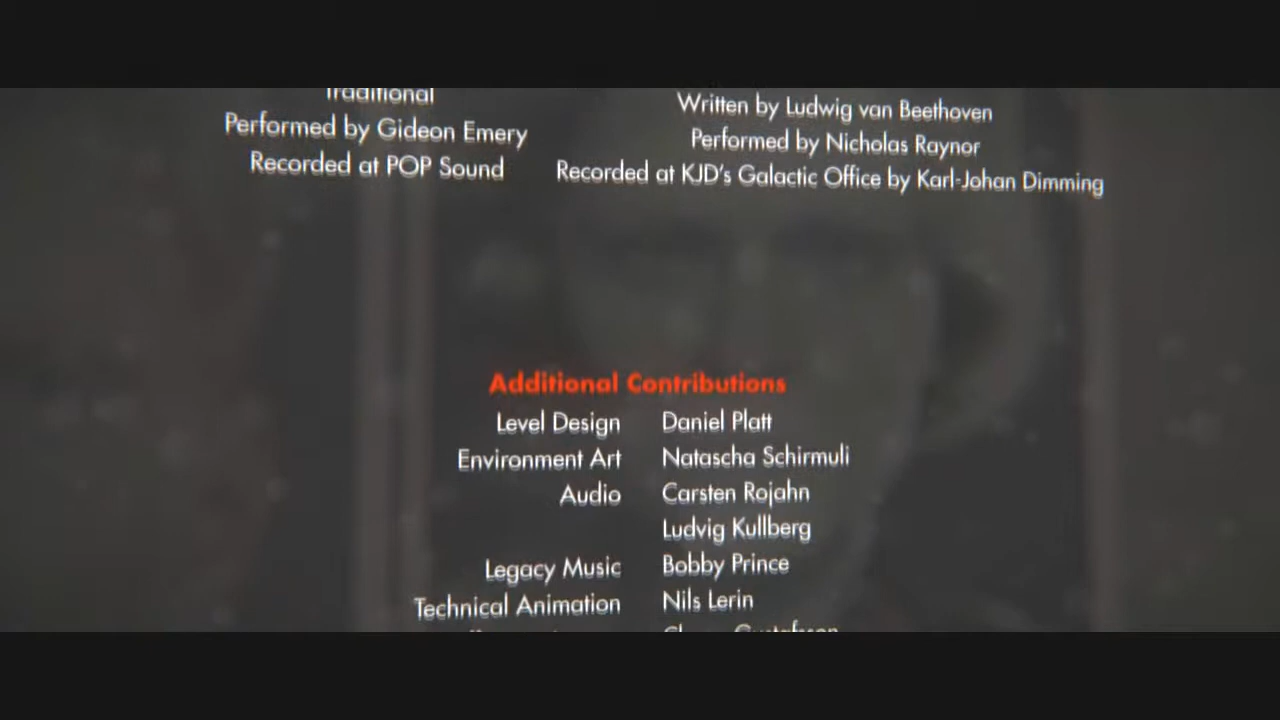 Traditional
Performed by Gideon Emery
Recorded at POP Sound
Written by Ludwig van Beethoven
Performed by Nicholas Raynor
Recorded at KJD's Galactic Office by Karl-Johan Dimming
Additional Contributions
Level Design Daniel Platt
Environment Art Natascha Schirmuli
Audio Carsten Rojahn
Ludvig Kullberg
Legacy Music Bobby Prince
Technical Animation Nils Lerin
Gustafsson